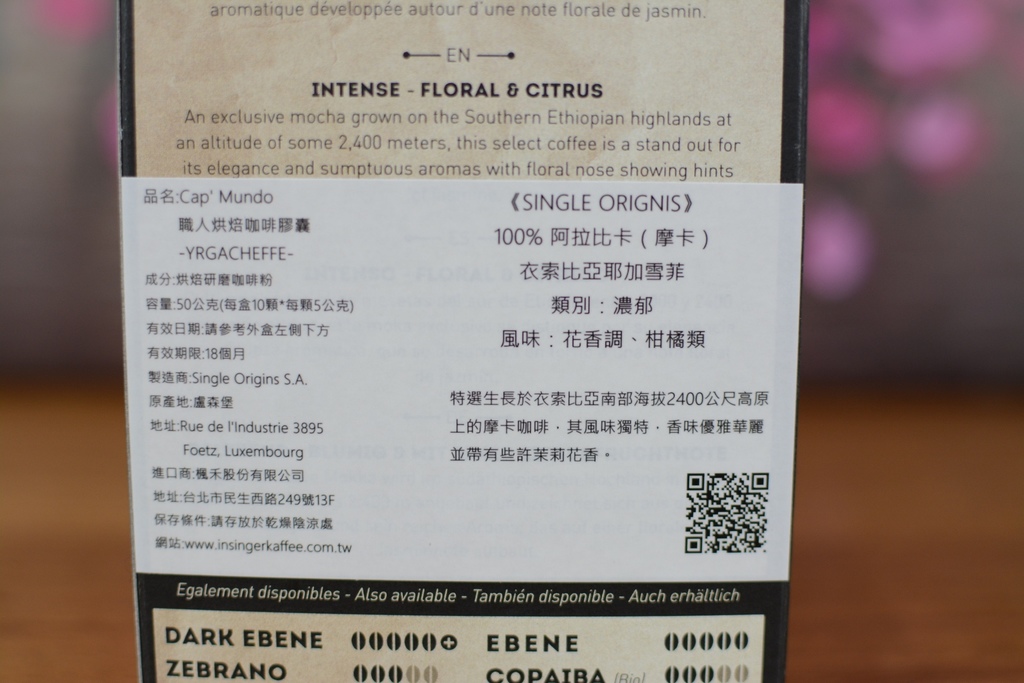 aromatique développée autour d'une note florale de jasmin.
EN
INTENSE - FLORAL & CITRUS
An exclusive mocha grown on the Southern Ethiopian highlands at
an altitude of some 2,400 meters, this select coffee is a stand out for
its elegance and sumptuous aromas with floral nose showing hints
品名:Cap' Mundo
職人烘焙咖啡膠囊
-YRGACHEFFE-
成分:烘焙研磨咖啡粉
容量:50公克(每盒10顆*每顆5公克)
有效日期:請參考外盒左側下方
有效期限:18個月
製造商:Single Origins S.A.
原產地:盧森堡
地址:Rue de l'Industrie 3895
Foetz, Luxembourg
進口商:楓禾股份有限公司
地址:台北市民生西路249號13F
保存條件:請存放於乾燥陰涼處
網站:www.insingerkaffee.com.tw
《SINGLE ORIGNIS》
100% 阿拉比卡（摩卡）
衣索比亞耶加雪菲
類別：濃郁
風味：花香調、柑橘類
特選生長於衣索比亞南部海拔2400公尺高原
上的摩卡咖啡，其風味獨特，香味優雅華麗
並帶有些許茉莉花香。
Egalement disponibles - Also available - También disponible - Auch erhältlich
DARK EBENE
EBENE
ZEBRANO
COPAIBA (Bio)